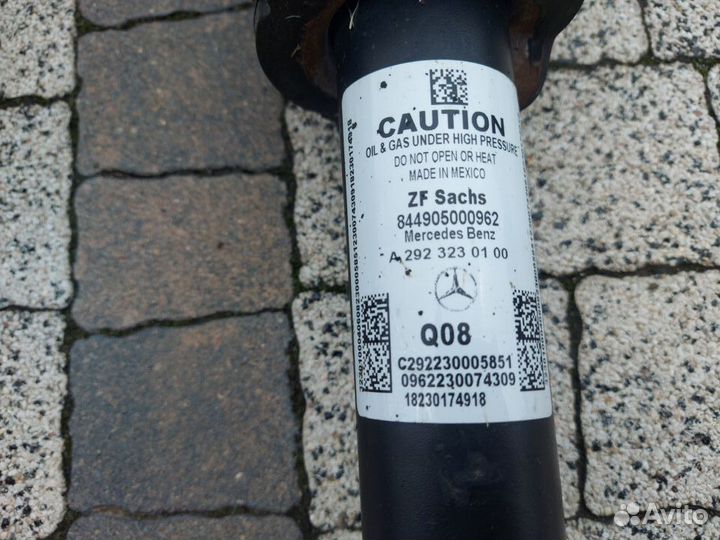 CAUTION
OIL & GAS UNDER HIGH PRESSURE
DO NOT OPEN OR HEAT
MADE IN MEXICO
ZF Sachs
844905000962
Mercedes Benz
A 292 323 01 00
Q08
C292230005851
0962230074309
18230174918
Avito